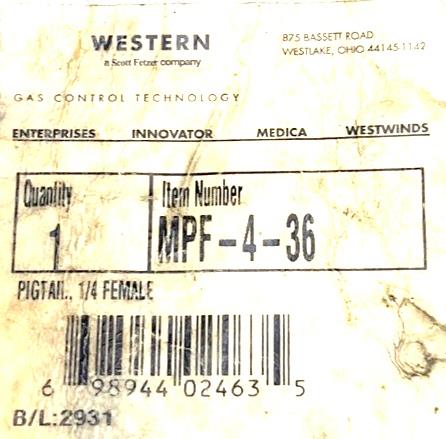 WESTERN
a Scott Fetzer company
875 BASSETT ROAD
WESTLAKE, OHIO 44145-1142
GAS CONTROL TECHNOLOGY
ENTERPRISES INNOVATOR MEDICA WESTWINDS
Quantity Item Number
1 MPF-4-36
PIGTAIL, 1/4 FEMALE
6 98944 02463 5
B/L:2931